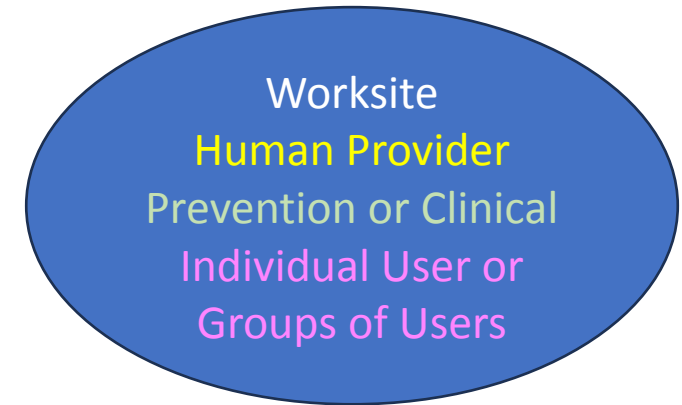 Worksite
Human Provider
Prevention or Clinical
Individual User or
Groups of Users